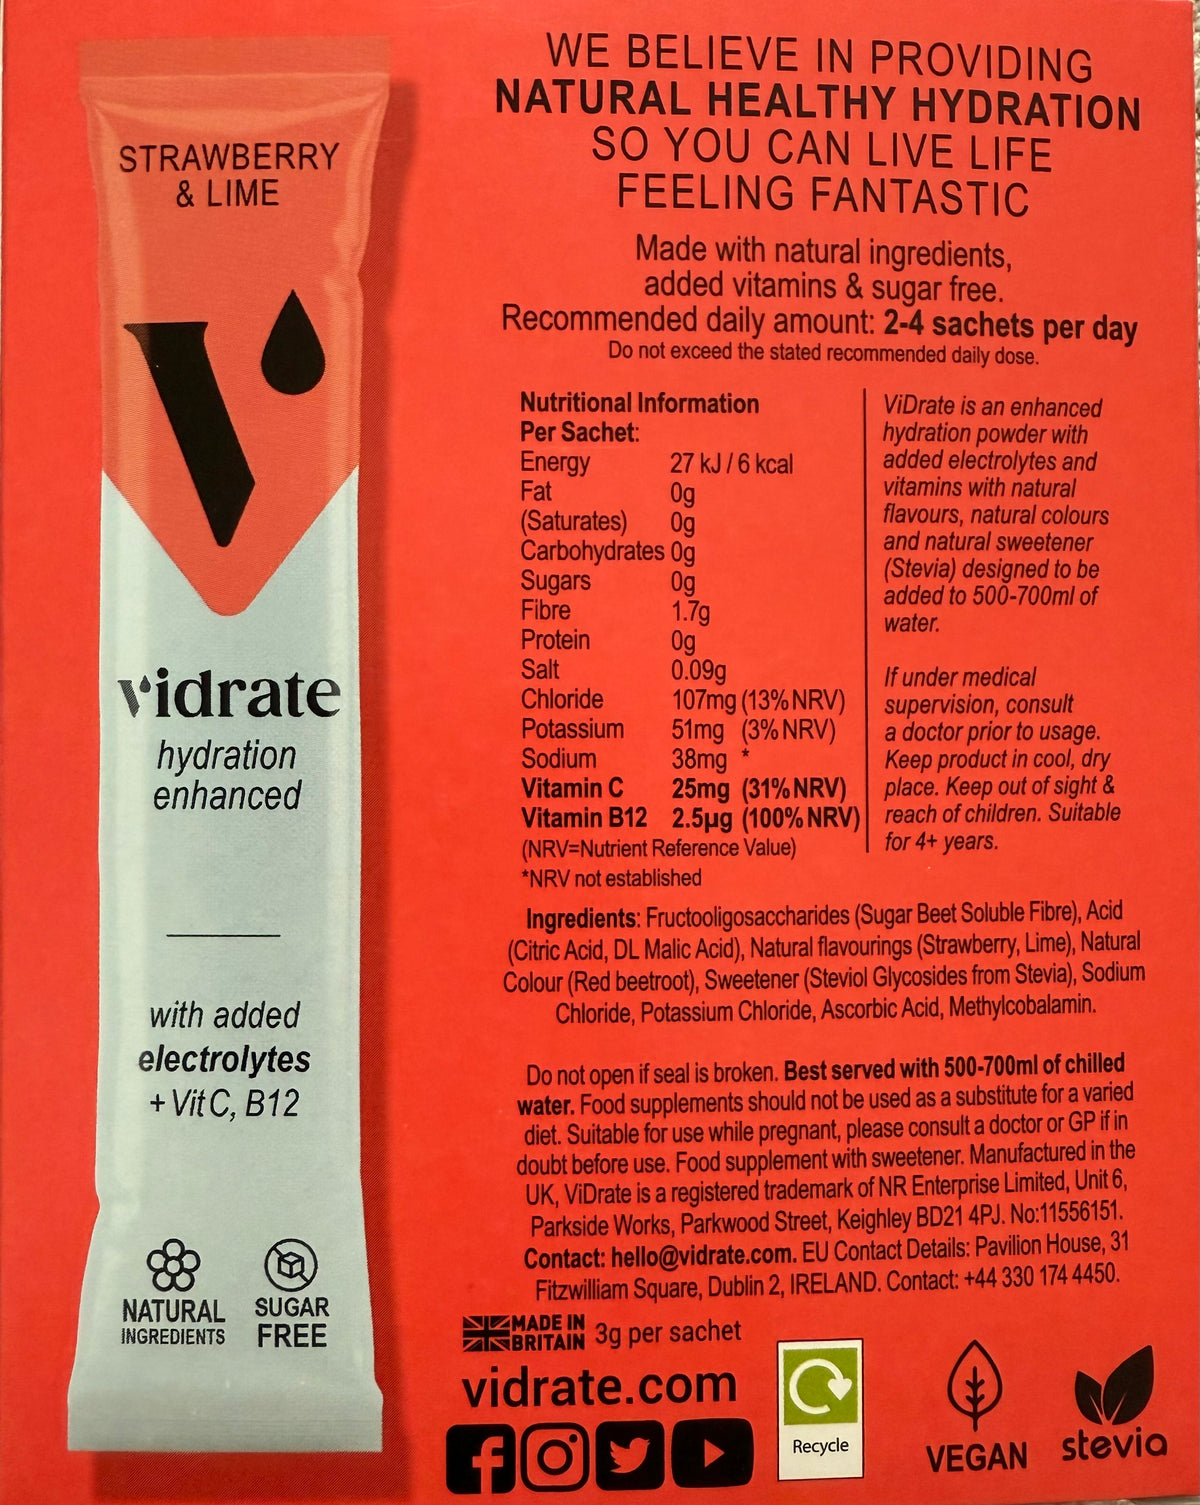 STRAWBERRY
& LIME
vidrate
hydration
enhanced
with added
electrolytes
+ Vit C, B12
NATURAL
INGREDIENTS
SUGAR
FREE
WE BELIEVE IN PROVIDING
NATURAL HEALTHY HYDRATION
SO YOU CAN LIVE LIFE
FEELING FANTASTIC
Made with natural ingredients,
added vitamins & sugar free.
Recommended daily amount: 2-4 sachets per day
Do not exceed the stated recommended daily dose.
Nutritional Information
Per Sachet:
Energy 27 kJ / 6 kcal
Fat 0g
(Saturates) 0g
Carbohydrates 0g
Sugars 0g
Fibre 1.7g
Protein 0g
Salt 0.09g
Chloride 107mg (13% NRV)
Potassium 51mg (3% NRV)
Sodium 38mg *
Vitamin C 25mg (31% NRV)
Vitamin B12 2.5µg (100% NRV)
(NRV=Nutrient Reference Value)
*NRV not established
ViDrate is an enhanced
hydration powder with
added electrolytes and
vitamins with natural
flavours, natural colours
and natural sweetener
(Stevia) designed to be
added to 500-700ml of
water.
If under medical
supervision, consult
a doctor prior to usage.
Keep product in cool, dry
place. Keep out of sight &
reach of children. Suitable
for 4+ years.
Ingredients: Fructooligosaccharides (Sugar Beet Soluble Fibre), Acid
(Citric Acid, DL Malic Acid), Natural flavourings (Strawberry, Lime), Natural
Colour (Red beetroot), Sweetener (Steviol Glycosides from Stevia), Sodium
Chloride, Potassium Chloride, Ascorbic Acid, Methylcobalamin.
Do not open if seal is broken. Best served with 500-700ml of chilled
water. Food supplements should not be used as a substitute for a varied
diet. Suitable for use while pregnant, please consult a doctor or GP if in
doubt before use. Food supplement with sweetener. Manufactured in the
UK, ViDrate is a registered trademark of NR Enterprise Limited, Unit 6,
Parkside Works, Parkwood Street, Keighley BD21 4PJ. No:11556151.
Contact: hello@vidrate.com. EU Contact Details: Pavilion House, 31
Fitzwilliam Square, Dublin 2, IRELAND. Contact: +44 330 174 4450.
MADE IN
BRITAIN
3g per sachet
vidrate.com
Recycle
VEGAN
stevia